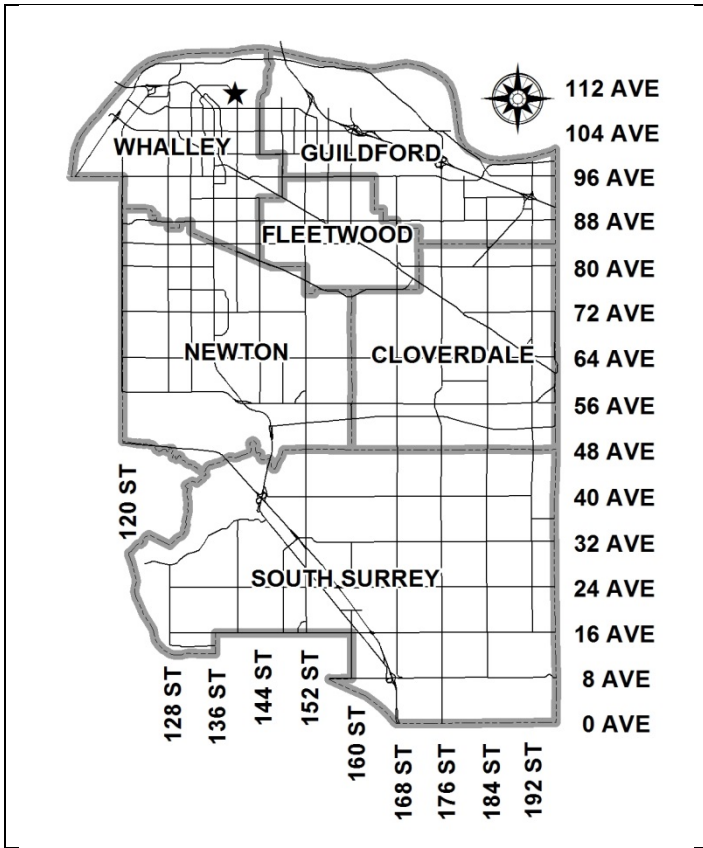 112 AVE
104 AVE
WHALLEY
GUILDFORD
96 AVE
88 AVE
FLEETWOOD
80 AVE
72 AVE
NEWTON
CLOVERDALE
64 AVE
56 AVE
48 AVE
120 ST
40 AVE
32 AVE
SOUTH SURREY
24 AVE
16 AVE
8 AVE
0 AVE
128 ST
136 ST
144 ST
152 ST
160 ST
168 ST
176 ST
184 ST
192 ST